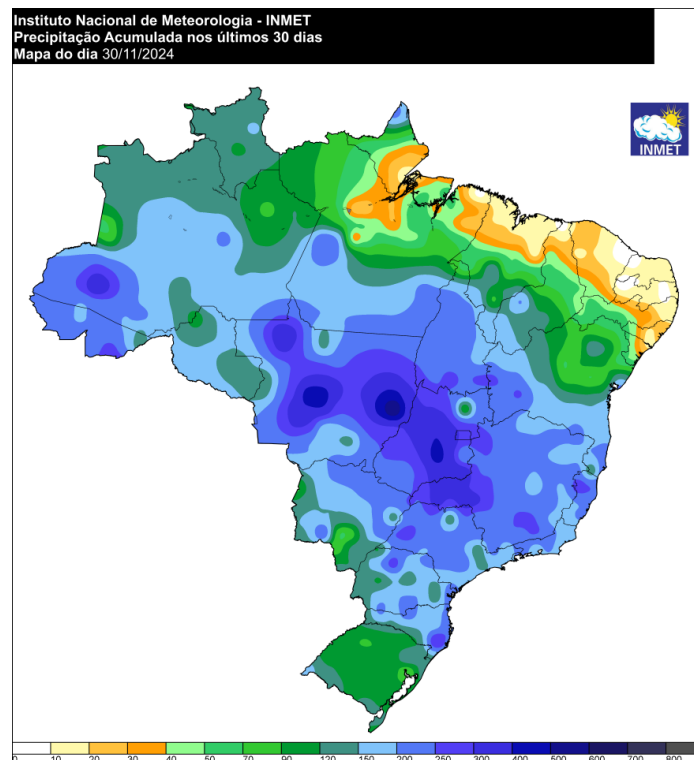 Instituto Nacional de Meteorologia - INMET
Precipitação Acumulada nos últimos 30 dias
Mapa do dia 30/11/2024
INMET
0 10 20 30 40 50 70 90 120 150 200 250 300 400 500 600 700 800